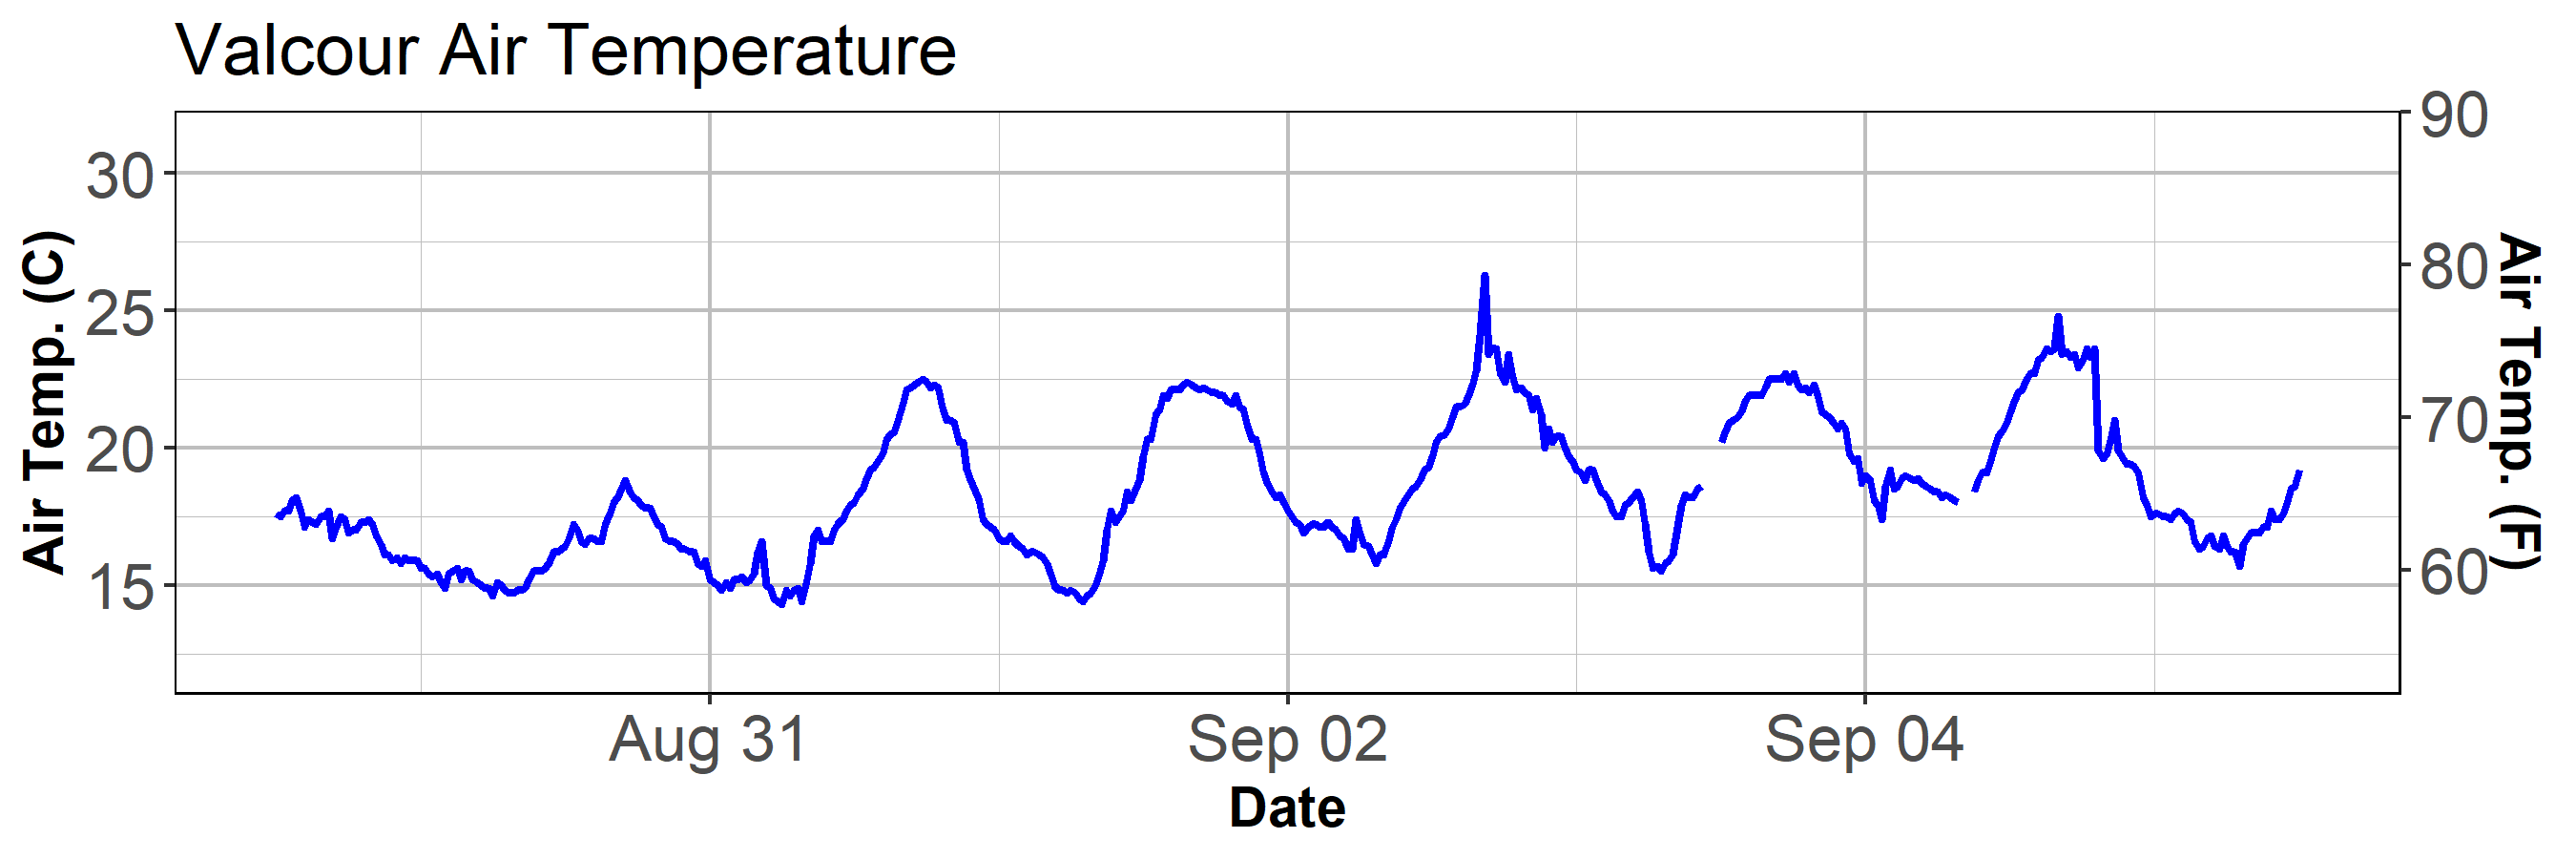 Valcour Air Temperature
Air Temp. (C)
30
25
20
15
90
80
70
60
Air Temp. (F)
Aug 31
Sep 02
Sep 04
Date